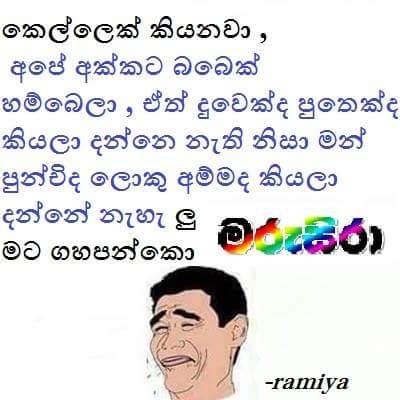 කෙල්ලෙක් කියනවා ,
අපේ අක්කට බබෙක්
හම්බෙලා , ඒත් දුවෙක්ද පුතෙක්ද
කියලා දන්නෙ නැති නිසා මන්
පුන්චිද ලොකු අම්මද කියලා
දන්නේ නැහැ ලු
මට ගහපන්කො
මරුසිරා
-ramiya